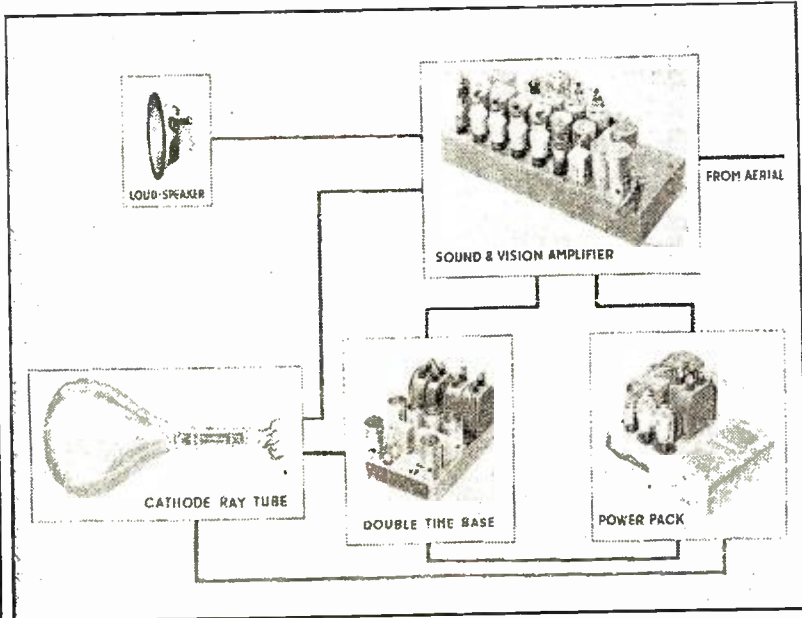 LOUD-SPEAKER
FROM AERIAL
SOUND & VISION AMPLIFIER
CATHODE RAY TUBE
DOUBLE TIME BASE
POWER PACK